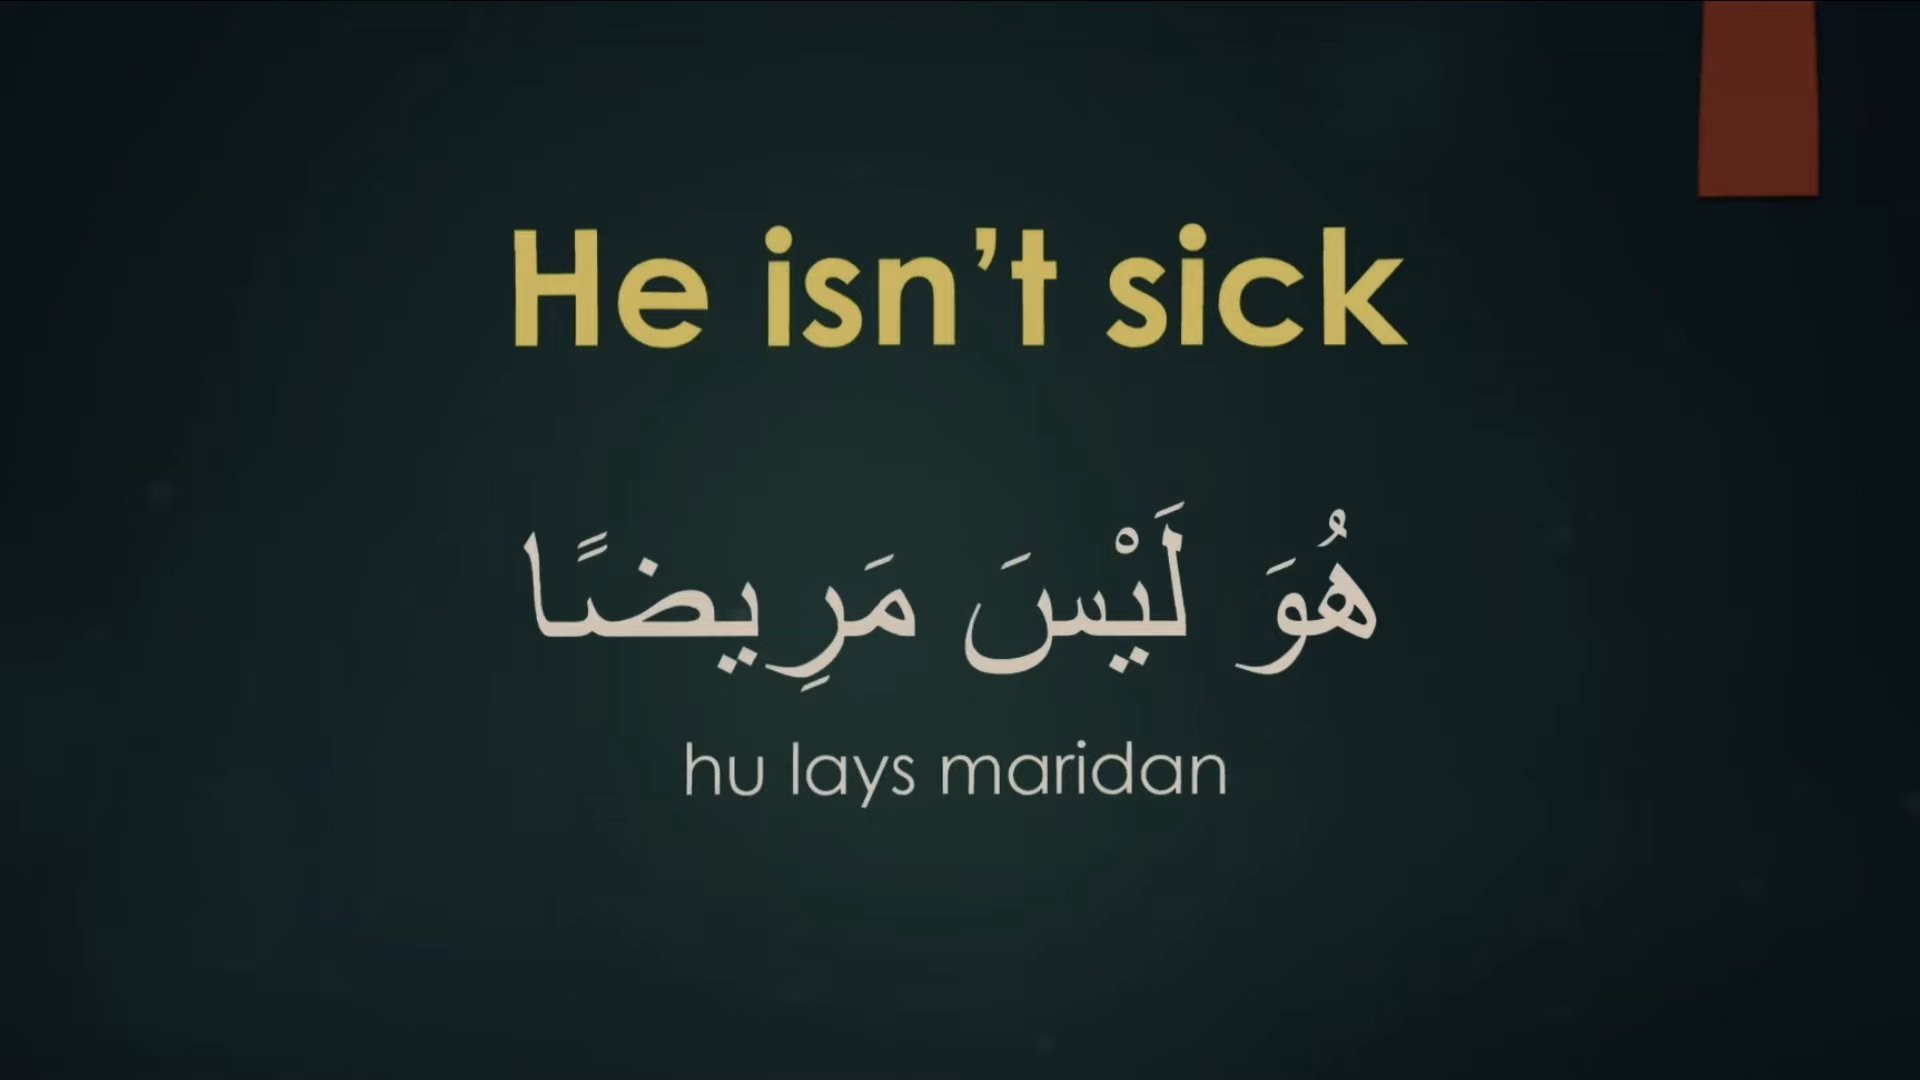 He isn’t sick
هُوَ لَيْسَ مَرِيضًا
hu lays maridan